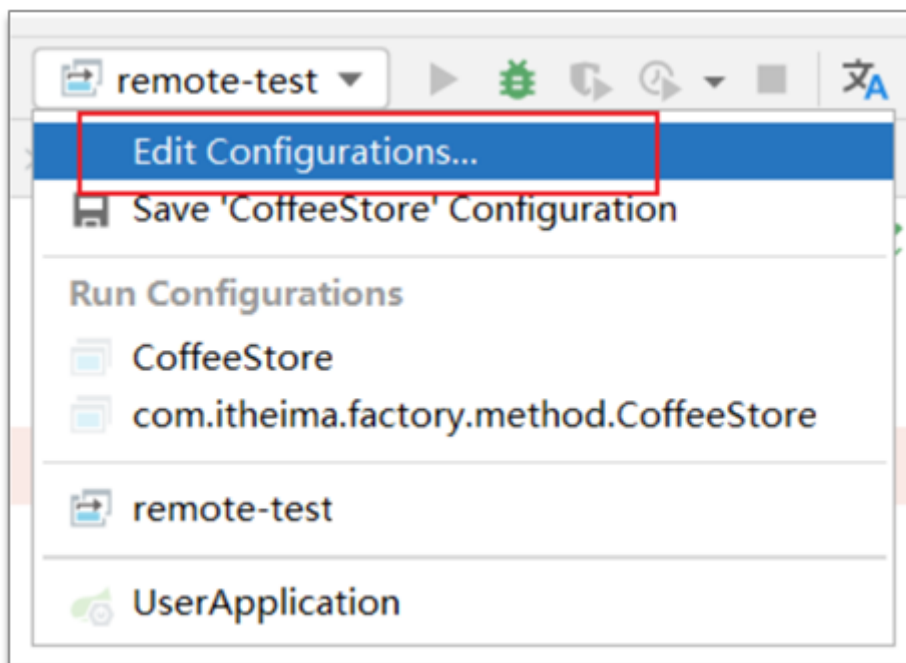 remote-test
Edit Configurations...
Save 'CoffeeStore' Configuration
Run Configurations
CoffeeStore
com.itheima.factory.method.CoffeeStore
remote-test
UserApplication